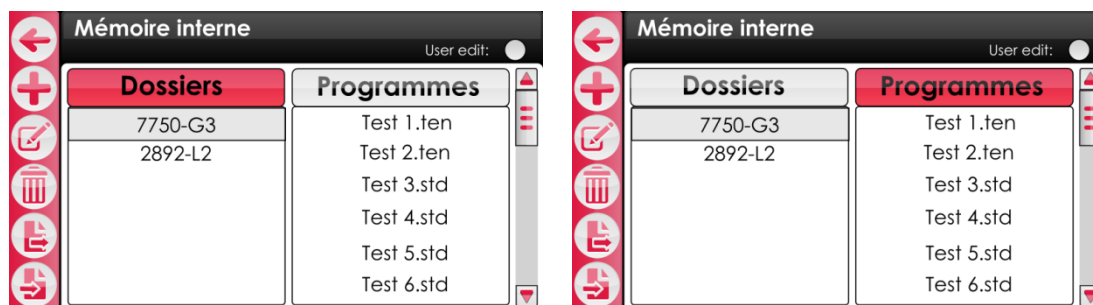 Mémoire interne
User edit:
Dossiers Programmes
7750-G3 Test 1.ten
2892-L2 Test 2.ten
Test 3.std
Test 4.std
Test 5.std
Test 6.std
Mémoire interne
User edit:
Dossiers Programmes
7750-G3 Test 1.ten
2892-L2 Test 2.ten
Test 3.std
Test 4.std
Test 5.std
Test 6.std